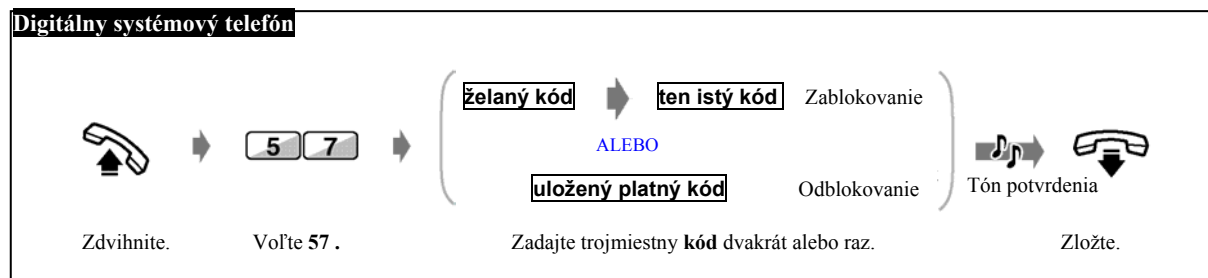 Digitálny systémový telefón
želaný kód ten istý kód Zablokovanie
5 7 ALEBO
uložený platný kód Odblokovanie Tón potvrdenia
Zdvihnite. Voľte 57 . Zadajte trojmiestny kód dvakrát alebo raz. Zložte.